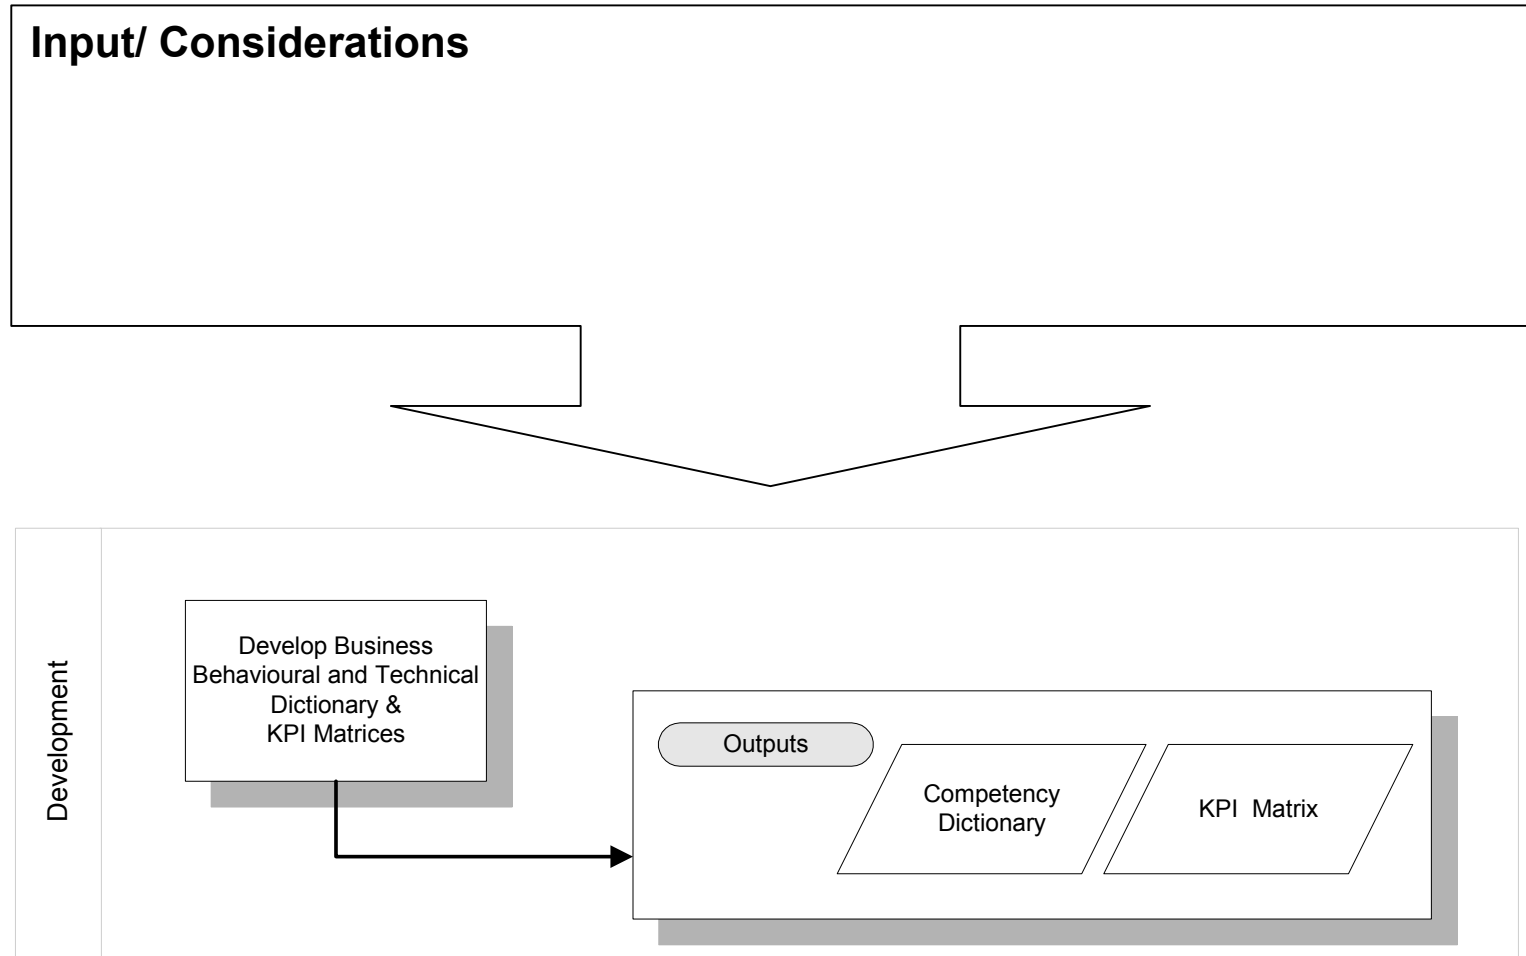 Input/ Considerations
Development
Develop Business
Behavioural and Technical
Dictionary &
KPI Matrices
Outputs
Competency
Dictionary
KPI  Matrix